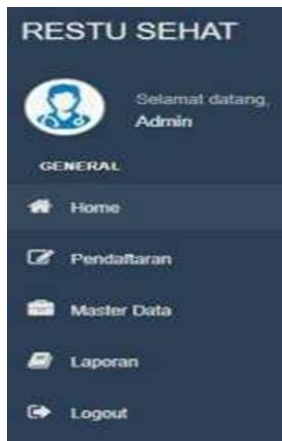 RESTU SEHAT
Selamat datang,
Admin
GENERAL
Home
Pendaftaran
Master Data
Laporan
Logout